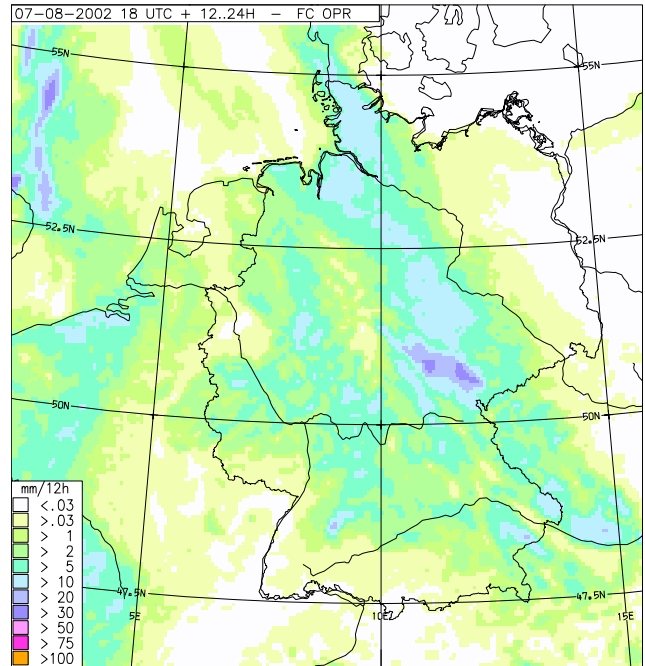 07-08-2002 18 UTC + 12..24H – FC OPR
55N
55N
52.5N
52.5N
50N
50N
mm/12h
<.03
>.03
> 1
> 2
> 5
> 10
> 20
> 30
> 50
> 75
>100
47.5N
47.5N
5E
10E
15E